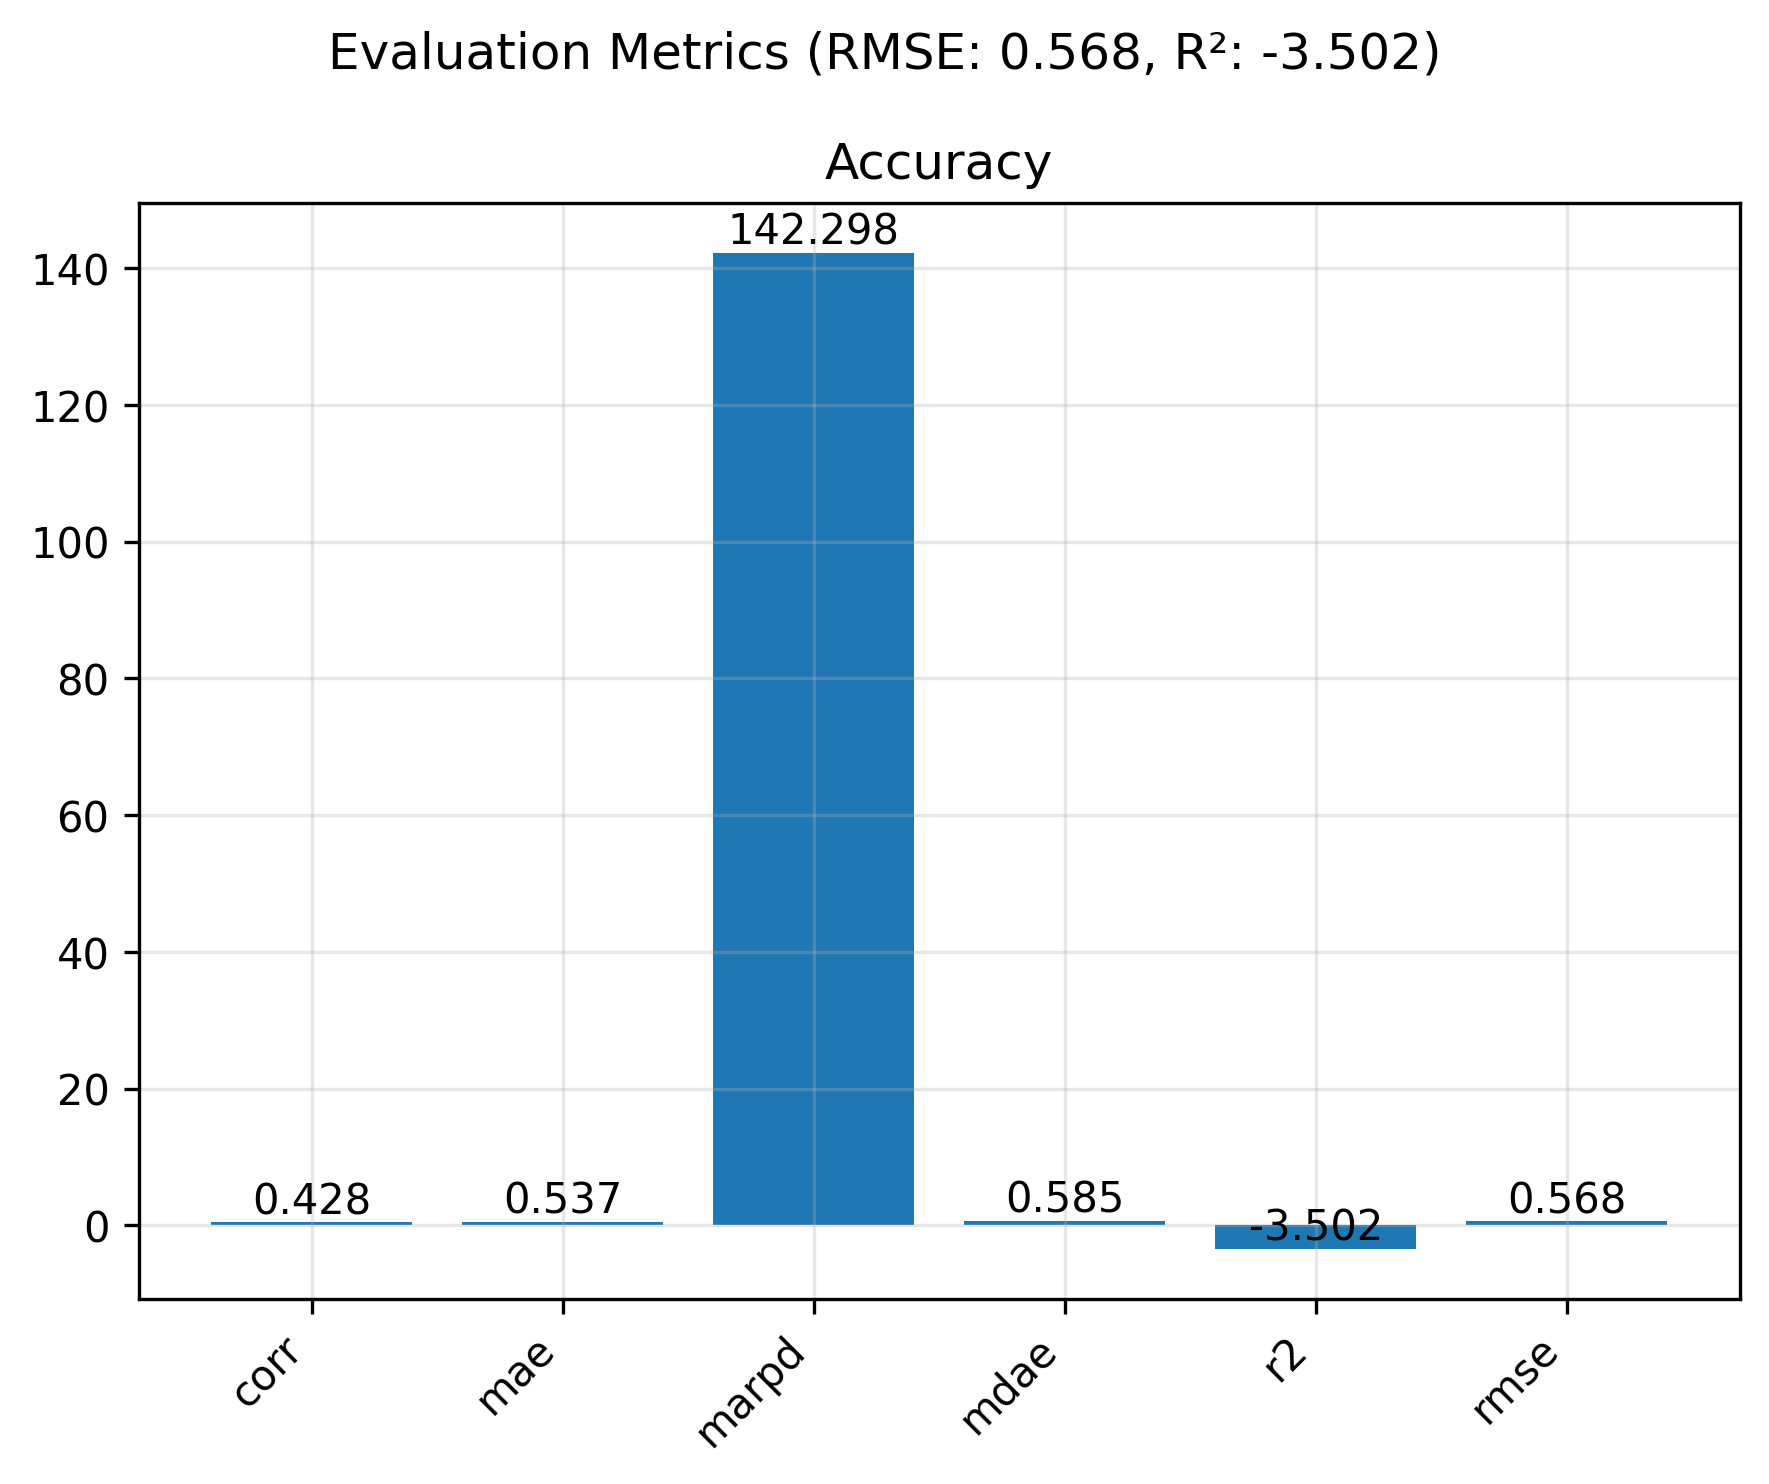 Evaluation Metrics (RMSE: 0.568, R²: -3.502)
Accuracy
142.298
140
120
100
80
60
40
20
0
0.428
0.537
0.585
-3.502
0.568
corr
mae
marpd
mdae
r2
rmse